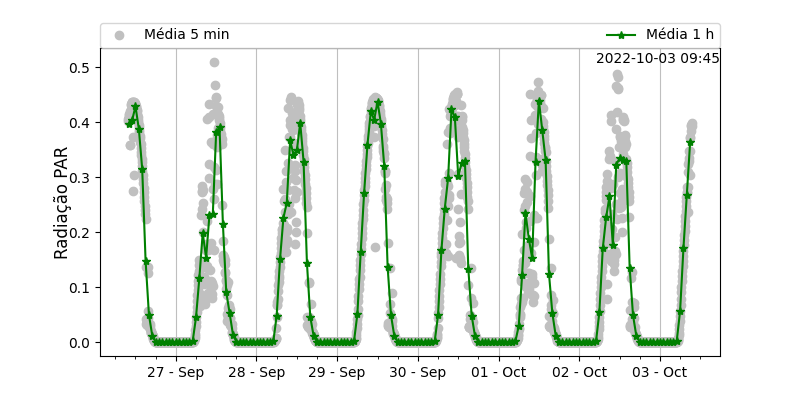 Média 5 min
Média 1 h
2022-10-03 09:45
Radiação PAR
0.5
0.4
0.3
0.2
0.1
0.0
27 - Sep
28 - Sep
29 - Sep
30 - Sep
01 - Oct
02 - Oct
03 - Oct